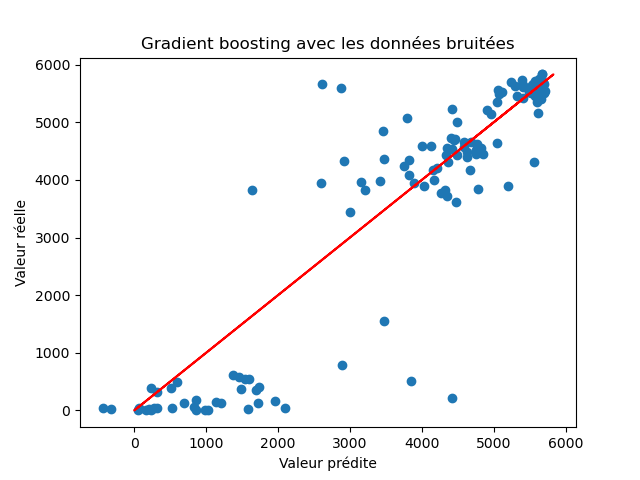 Gradient boosting avec les données bruitées
6000
5000
4000
3000
2000
1000
0
Valeur réelle
0 1000 2000 3000 4000 5000 6000
Valeur prédite